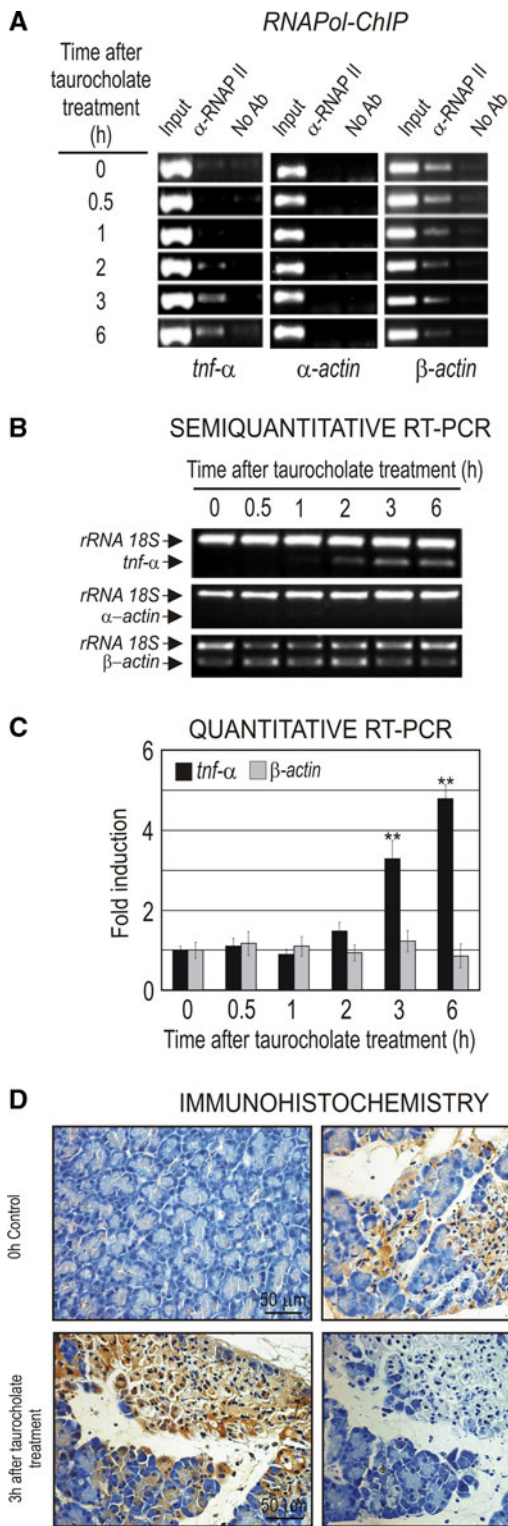 A
RNAPol-ChIP
Time after
taurocholate
treatment
(h)
Input α-RNAP II No Ab Input α-RNAP II No Ab Input α-RNAP II No Ab
0
0.5
1
2
3
6
tnf-α α-actin β-actin
B
SEMIQUANTITATIVE RT-PCR
Time after taurocholate treatment (h)
0 0.5 1 2 3 6
rRNA 18S
tnf-α
rRNA 18S
α-actin
rRNA 18S
β-actin
C
QUANTITATIVE RT-PCR
6
tnf-α β-actin
**
**
4
2
0
Fold induction
0 0.5 1 2 3 6
Time after taurocholate treatment (h)
D
IMMUNOHISTOCHEMISTRY
0h Control
50 µm
3h after taurocholate
treatment
50 µm